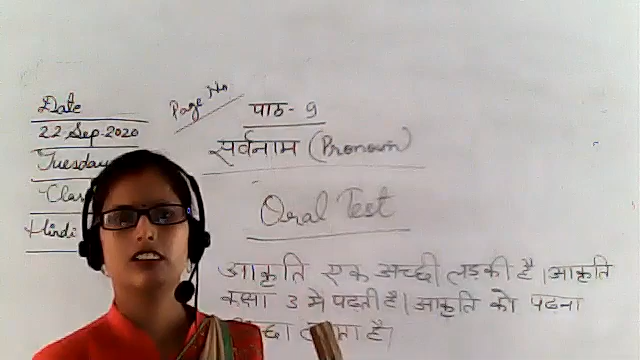 Date
22 Sep-2020
Tuesday
Hindi
Page No
पाठ- 9
सर्वनाम (Pronoun)
Oral Test
आकृति एक अच्छी लड़की है। आकृति
कक्षा 3 में पढ़ती है। आकृति को पढना
है।